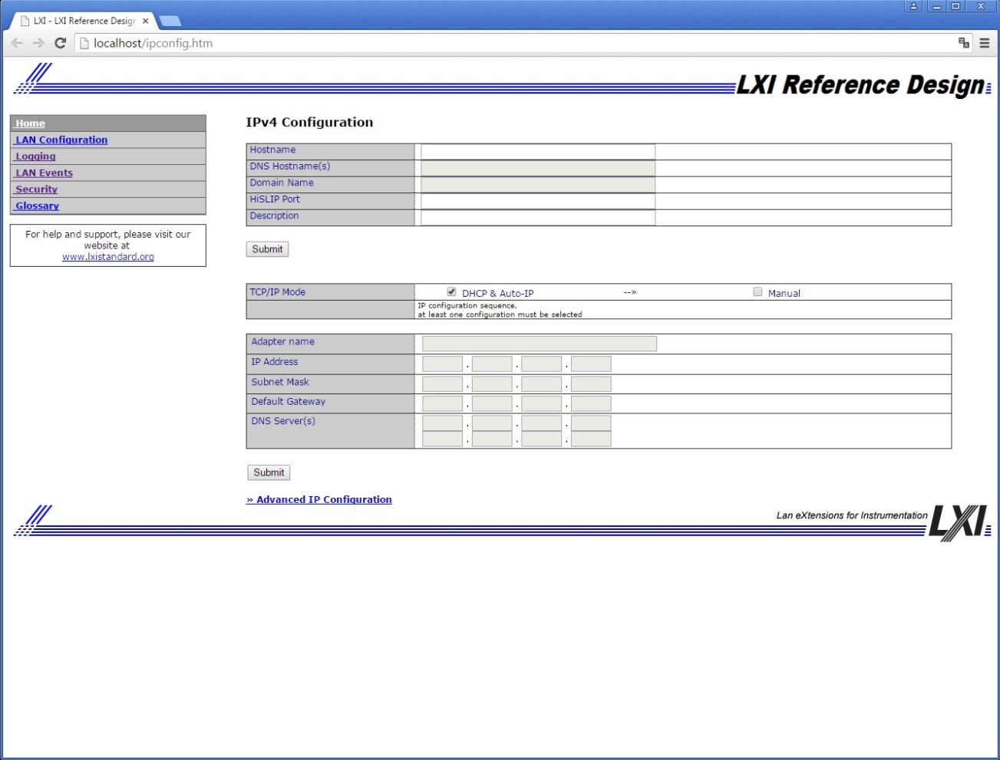 LXI - LXI Reference Desig
localhost/ipconfig.htm
LXI Reference Design
Home
LAN Configuration
Logging
LAN Events
Security
Glossary
For help and support, please visit our
website at
www.lxistandard.org
IPv4 Configuration
Hostname
DNS Hostname(s)
Domain Name
HiSLIP Port
Description
Submit
TCP/IP Mode DHCP & Auto-IP --» Manual
IP configuration sequence,
at least one configuration must be selected
Adapter name
IP Address . . .
Subnet Mask . . .
Default Gateway . . .
DNS Server(s) . . .
. . .
Submit
» Advanced IP Configuration
Lan eXtensions for Instrumentation LXI